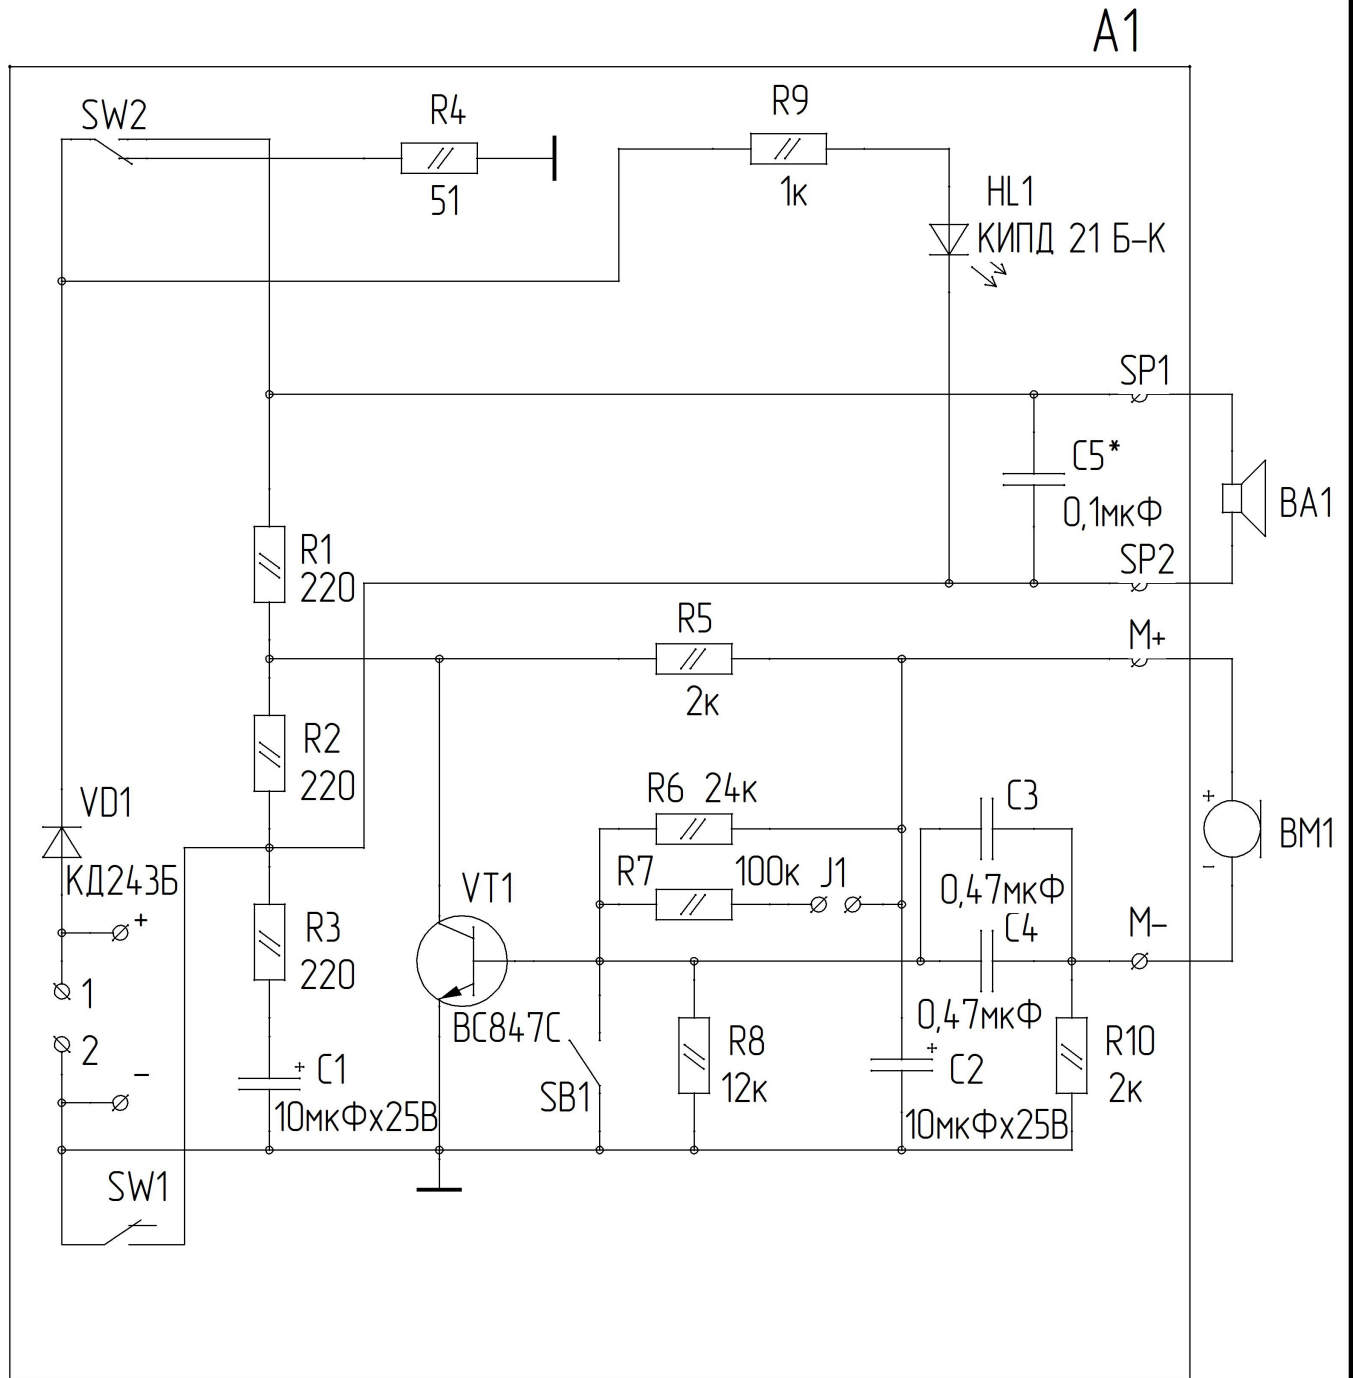 A1
SW2
R4
51
R9
1к
HL1
КИПД 21 Б-К
SP1
C5*
0,1мкФ
BA1
SP2
R1
220
R5
2к
M+
R2
220
VD1
КД243Б
R6 24к
C3
+
BM1
-
R7
100к
J1
0,47мкФ
VT1
C4
M-
+
R3
220
1
BC847C
0,47мкФ
2
R8
12к
+
C2
R10
2к
-
+
C1
SB1
10мкФх25В
10мкФх25В
SW1